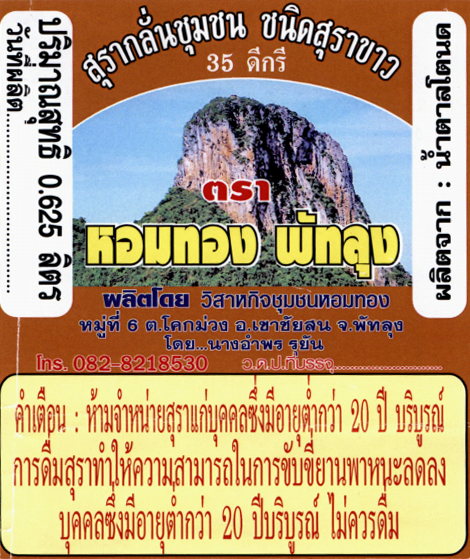 สุรากลั่นชุมชน ชนิดสุราขาว
35 ดีกรี
ปริมาณสุทธิ 0.625 ลิตร
วันที่ผลิต....................
ผลิตจาก : น้ำตาลโตนด
ตรา
หอมทอง พัทลุง
ผลิตโดย วิสาหกิจชุมชนหอมทอง
หมู่ที่ 6 ต.โคกม่วง อ.เขาชัยสน จ.พัทลุง
โดย...นางอำพร รุยัน
โทร. 082-8218530 ว.ด.ป.ที่บรรจุ........................
คำเตือน : ห้ามจำหน่ายสุราแก่บุคคลซึ่งมีอายุต่ำกว่า 20 ปี บริบูรณ์
การดื่มสุราทำให้ความสามารถในการขับขี่ยานพาหนะลดลง
บุคคลซึ่งมีอายุต่ำกว่า 20 ปีบริบูรณ์ ไม่ควรดื่ม